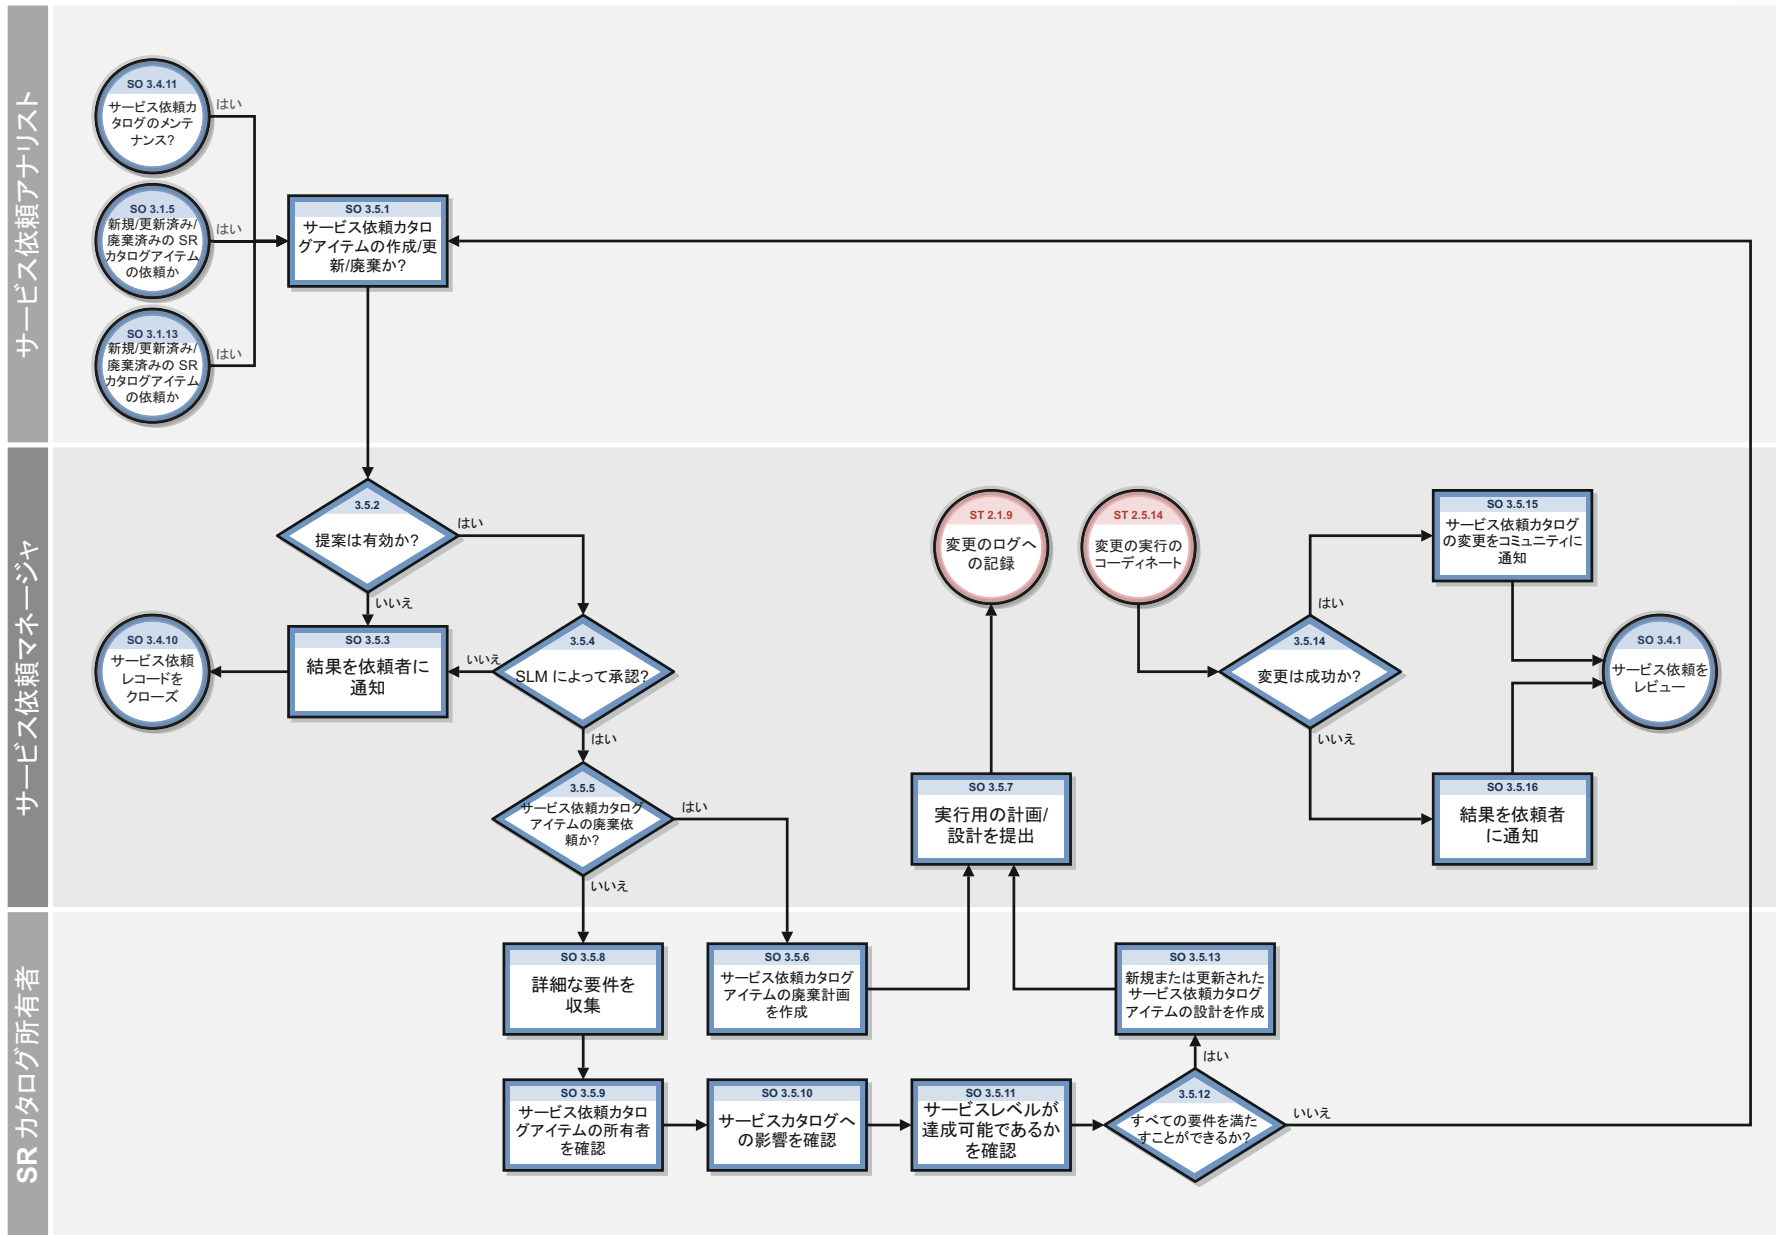 サービス依頼アナリスト
SO 3.4.11
サービス依頼カ
タログのメンテ
ナンス?
はい
SO 3.1.5
新規/更新済み/
廃棄済みの SR
カタログアイテム
の依頼か
はい
SO 3.1.13
新規/更新済み/
廃棄済みの SR
カタログアイテム
の依頼か
はい
SO 3.5.1
サービス依頼カタロ
グアイテムの作成/更
新/廃棄か?
サービス依頼マネージャ
3.5.2
提案は有効か?
はい
いいえ
SO 3.4.10
サービス依頼
レコードを
クローズ
SO 3.5.3
結果を依頼者に
通知
いいえ
3.5.4
SLM によって承認?
はい
3.5.5
サービス依頼カタログ
アイテムの廃棄依
頼か?
はい
いいえ
ST 2.1.9
変更のログへ
の記録
ST 2.5.14
変更の実行の
コーディネート
SO 3.5.7
実行用の計画/
設計を提出
3.5.14
変更は成功か?
はい
いいえ
SO 3.5.15
サービス依頼カタログ
の変更をコミュニティに
通知
SO 3.4.1
サービス依頼を
レビュー
SO 3.5.16
結果を依頼者
に通知
SR カタログ所有者
SO 3.5.8
詳細な要件を
収集
SO 3.5.6
サービス依頼カタログ
アイテムの廃棄計画
を作成
SO 3.5.13
新規または更新された
サービス依頼カタログ
アイテムの設計を作成
はい
SO 3.5.9
サービス依頼カタロ
グアイテムの所有者
を確認
SO 3.5.10
サービスカタログへ
の影響を確認
SO 3.5.11
サービスレベルが
達成可能であるか
を確認
3.5.12
すべての要件を満た
すことができるか?
いいえ